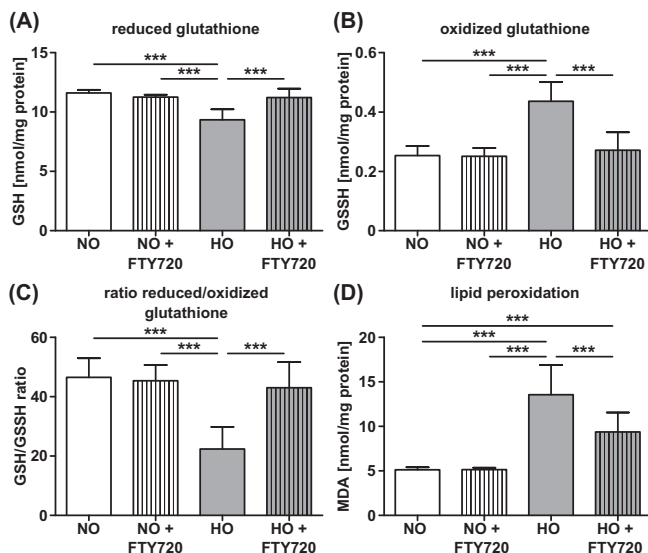 (A)
reduced glutathione
***
***
***
GSH [nmol/mg protein]
15
10
5
0
NO
NO +
FTY720
HO
HO +
FTY720
(B)
oxidized glutathione
***
***
***
GSSH [nmol/mg protein]
0.6
0.4
0.2
0.0
NO
NO +
FTY720
HO
HO +
FTY720
(C)
ratio reduced/oxidized
glutathione
***
***
***
GSH/GSSH ratio
60
40
20
0
NO
NO +
FTY720
HO
HO +
FTY720
(D)
lipid peroxidation
***
***
***
***
MDA [nmol/mg protein]
20
15
10
5
0
NO
NO +
FTY720
HO
HO +
FTY720